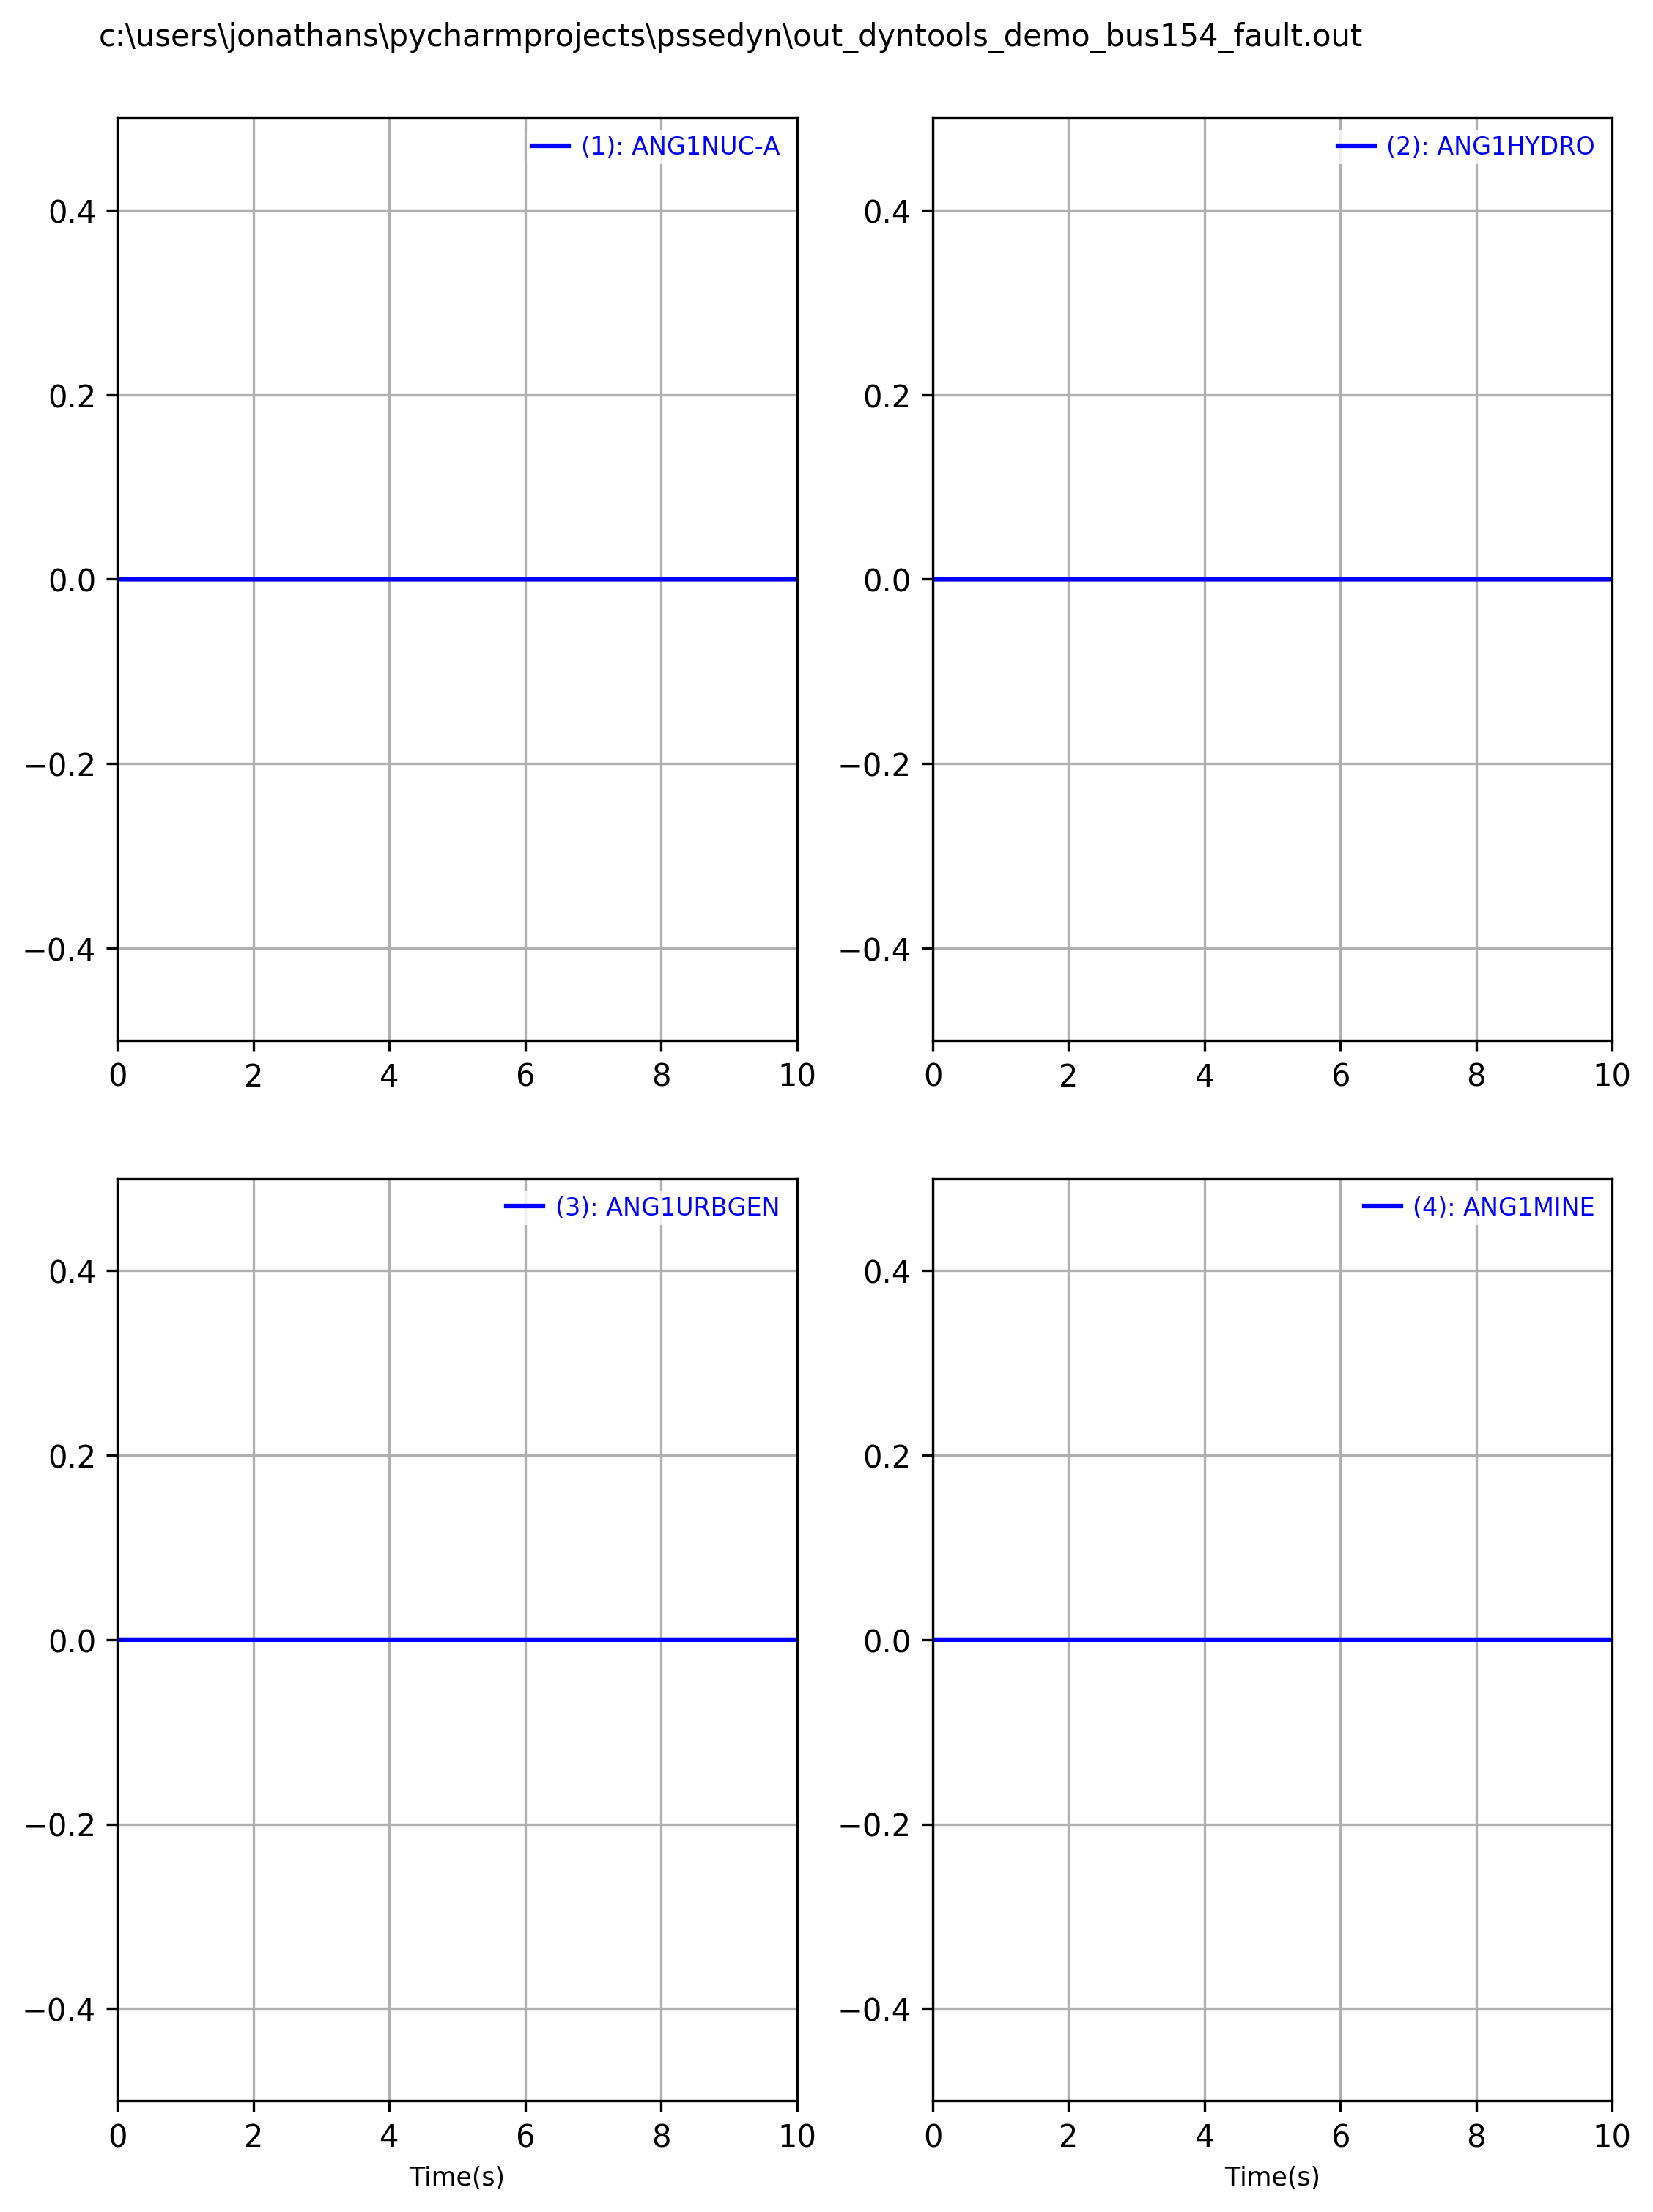 c:\users\jonathans\pycharmprojects\pssedyn\out_dyntools_demo_bus154_fault.out
(1): ANG1NUC-A
0.4
0.2
0.0
−0.2
−0.4
0 2 4 6 8 10
(2): ANG1HYDRO
0.4
0.2
0.0
−0.2
−0.4
0 2 4 6 8 10
(3): ANG1URBGEN
0.4
0.2
0.0
−0.2
−0.4
0 2 4 6 8 10
Time(s)
(4): ANG1MINE
0.4
0.2
0.0
−0.2
−0.4
0 2 4 6 8 10
Time(s)